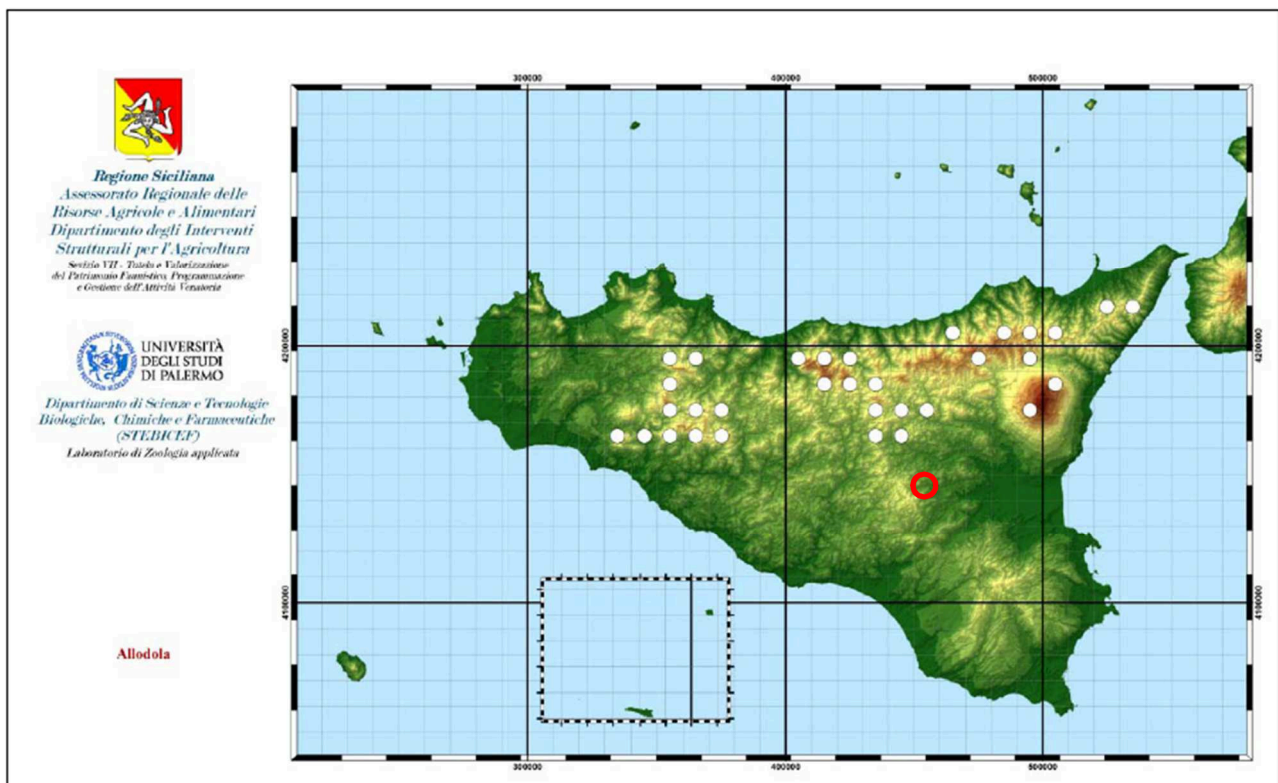 300000
400000
500000
Regione Siciliana
Assessorato Regionale delle
Risorse Agricole e Alimentari
Dipartimento degli Interventi
Strutturali per l'Agricoltura
Servizio VII - Tutela e Valorizzazione
del Patrimonio Faunistico, Programmazione
e Gestione dell'Attività Venatoria
UNIVERSITÀ
DEGLI STUDI
DI PALERMO
Dipartimento di Scienze e Tecnologie
Biologiche, Chimiche e Farmaceutiche
(STEBICEF)
Laboratorio di Zoologia applicata
4200000
4200000
4100000
4100000
Allodola
300000
400000
500000